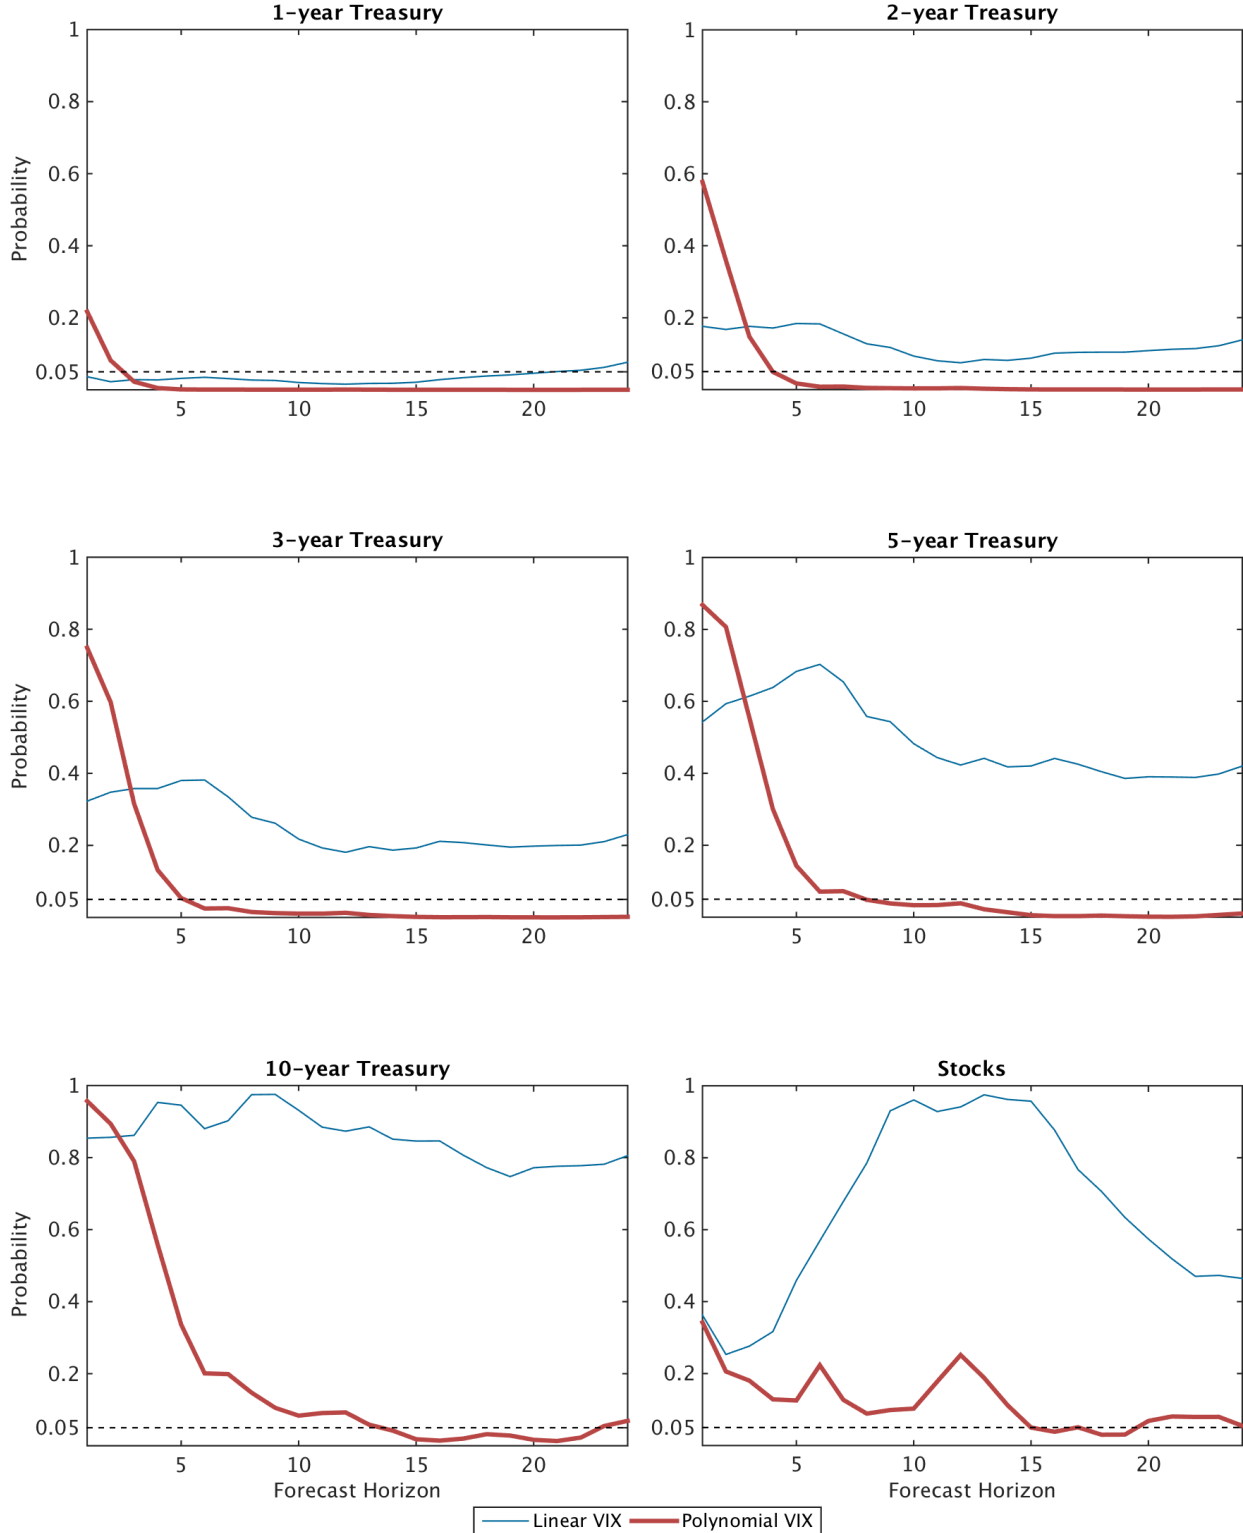 1-year Treasury
Probability
1
0.8
0.6
0.4
0.2
0.05
5 10 15 20
2-year Treasury
1
0.8
0.6
0.4
0.2
0.05
5 10 15 20
3-year Treasury
Probability
1
0.8
0.6
0.4
0.2
0.05
5 10 15 20
5-year Treasury
1
0.8
0.6
0.4
0.2
0.05
5 10 15 20
10-year Treasury
Probability
1
0.8
0.6
0.4
0.2
0.05
5 10 15 20
Forecast Horizon
Stocks
1
0.8
0.6
0.4
0.2
0.05
5 10 15 20
Forecast Horizon
Linear VIX Polynomial VIX